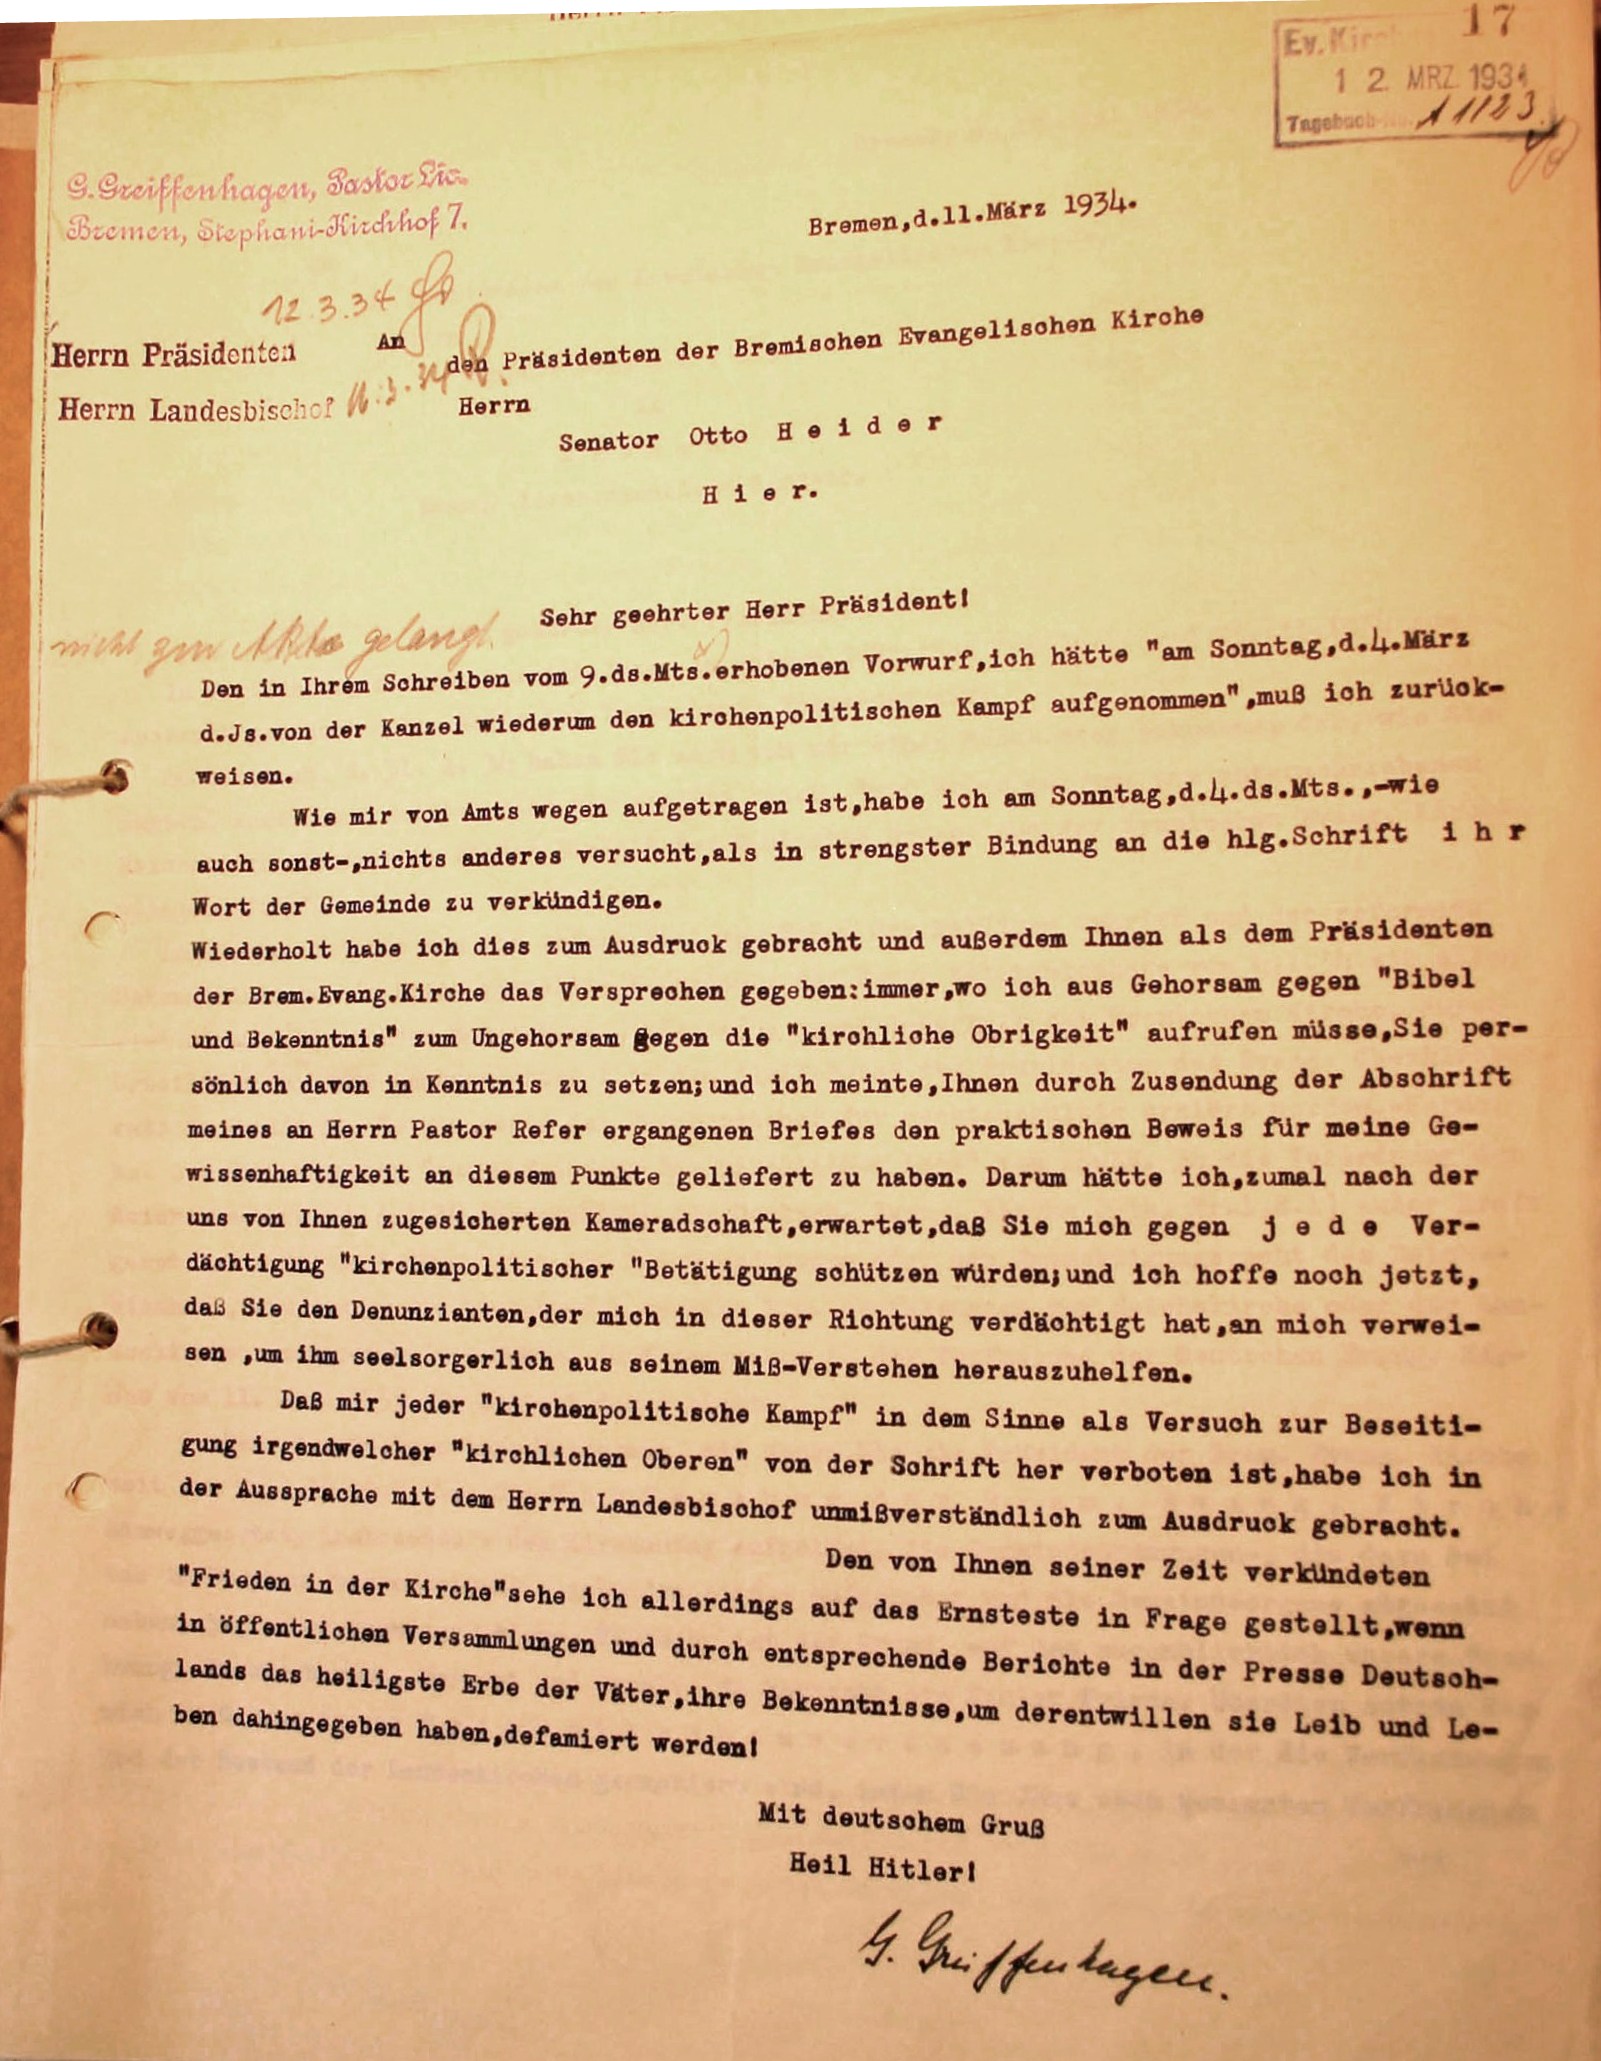 17
Ev. Kirch
12. MRZ. 1934
Tagebuch-Nr. A 1123
G. Greiffenhagen, Pastor Lic.
Bremen, Stephani-Kirchhof 7.
Bremen,d.11.März 1934.
12.3.34
Herrn Präsidenten
An
den Präsidenten der Bremischen Evangelischen Kirche
Herrn Landesbischof
Herrn
Senator Otto H e i d e r
H i e r.
Sehr geehrter Herr Präsident!
nicht zur Akte gelangt.
Den in Ihrem Schreiben vom 9.ds.Mts.erhobenen Vorwurf,ich hätte "am Sonntag,d.4.März
d.Js.von der Kanzel wiederum den kirchenpolitischen Kampf aufgenommen",muß ich zurück-
weisen.
Wie mir von Amts wegen aufgetragen ist,habe ich am Sonntag,d.4.ds.Mts.,-wie
auch sonst-,nichts anderes versucht,als in strengster Bindung an die hlg.Schrift i h r
Wort der Gemeinde zu verkündigen.
Wiederholt habe ich dies zum Ausdruck gebracht und außerdem Ihnen als dem Präsidenten
der Brem.Evang.Kirche das Versprechen gegeben:immer,wo ich aus Gehorsam gegen "Bibel
und Bekenntnis" zum Ungehorsam gegen die "kirchliche Obrigkeit" aufrufen müsse,Sie per-
sönlich davon in Kenntnis zu setzen;und ich meinte,Ihnen durch Zusendung der Abschrift
meines an Herrn Pastor Refer ergangenen Briefes den praktischen Beweis für meine Ge-
wissenhaftigkeit an diesem Punkte geliefert zu haben. Darum hätte ich,zumal nach der
uns von Ihnen zugesicherten Kameradschaft,erwartet,daß Sie mich gegen j e d e Ver-
dächtigung "kirchenpolitischer "Betätigung schützen würden;und ich hoffe noch jetzt,
daß Sie den Denunzianten,der mich in dieser Richtung verdächtigt hat,an mich verwei-
sen ,um ihm seelsorgerlich aus seinem Miß-Verstehen herauszuhelfen.
Daß mir jeder "kirchenpolitische Kampf" in dem Sinne als Versuch zur Beseiti-
gung irgendwelcher "kirchlichen Oberen" von der Schrift her verboten ist,habe ich in
der Aussprache mit dem Herrn Landesbischof unmißverständlich zum Ausdruck gebracht.
Den von Ihnen seiner Zeit verkündeten
"Frieden in der Kirche"sehe ich allerdings auf das Ernsteste in Frage gestellt,wenn
in öffentlichen Versammlungen und durch entsprechende Berichte in der Presse Deutsch-
lands das heiligste Erbe der Väter,ihre Bekenntnisse,um derentwillen sie Leib und Le-
ben dahingegeben haben,defamiert werden!
Mit deutschem Gruß
Heil Hitler!
G. Greiffenhagen.